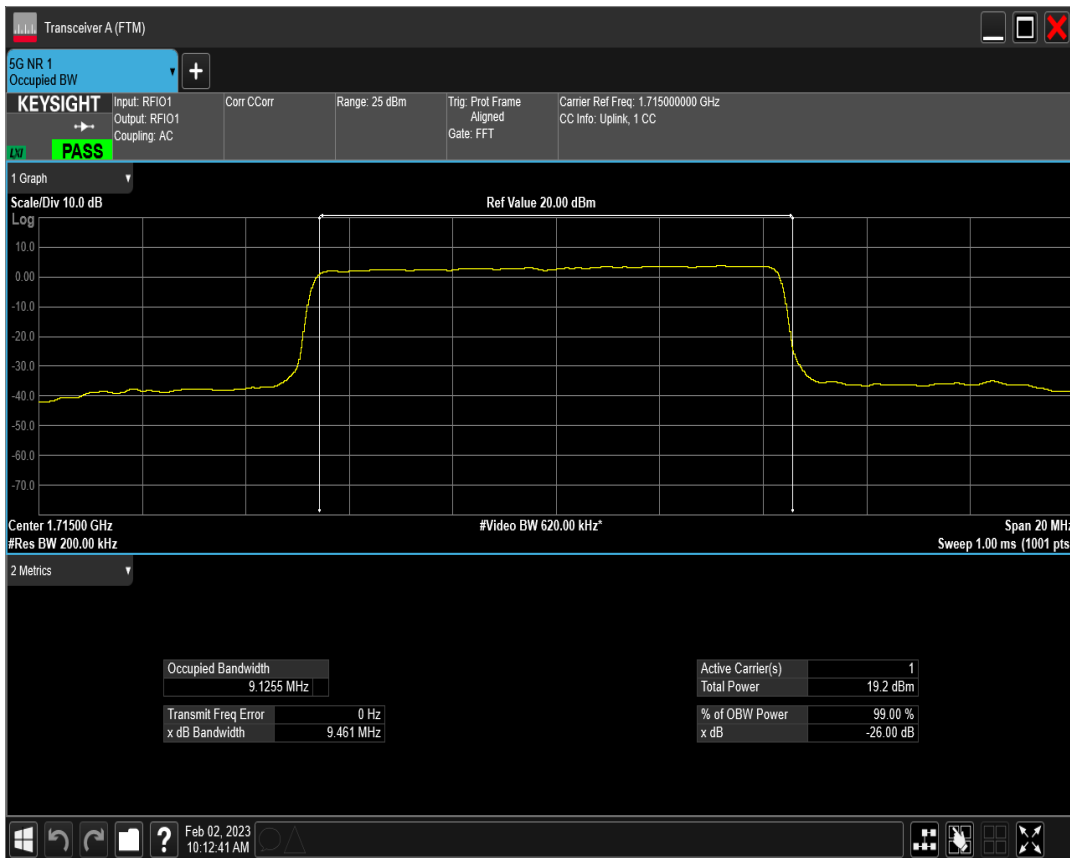 Transceiver A (FTM)
5G NR 1
Occupied BW
+
KEYSIGHT
LXI
PASS
Input: RFIO1
Output: RFIO1
Coupling: AC
Corr CCorr
Range: 25 dBm
Trig: Prot Frame
Aligned
Gate: FFT
Carrier Ref Freq: 1.715000000 GHz
CC Info: Uplink, 1 CC
1 Graph
Scale/Div 10.0 dB
Ref Value 20.00 dBm
Log
10.0
0.00
-10.0
-20.0
-30.0
-40.0
-50.0
-60.0
-70.0
Center 1.71500 GHz
#Video BW 620.00 kHz*
Span 20 MHz
#Res BW 200.00 kHz
Sweep 1.00 ms (1001 pts
2 Metrics
Occupied Bandwidth
9.1255 MHz
Transmit Freq Error 0 Hz
x dB Bandwidth 9.461 MHz
Active Carrier(s) 1
Total Power 19.2 dBm
% of OBW Power 99.00 %
x dB -26.00 dB
?
Feb 02, 2023
10:12:41 AM